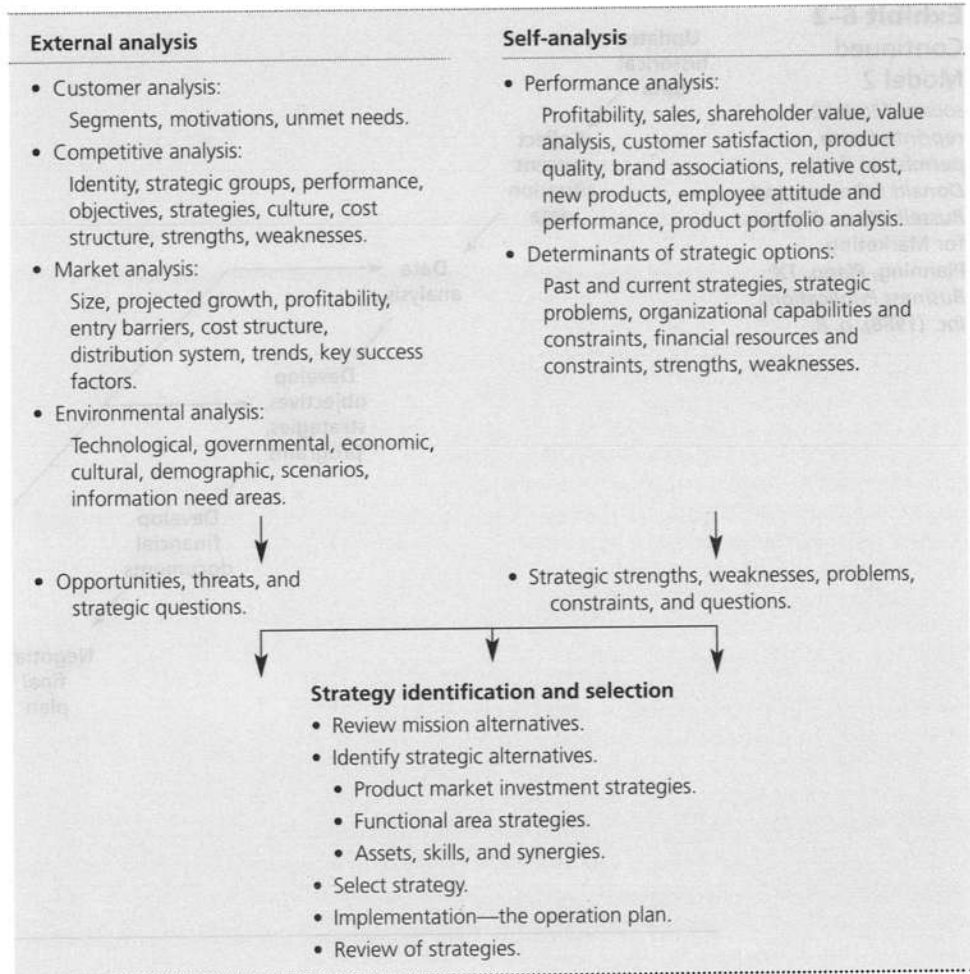 External analysis
• Customer analysis:
Segments, motivations, unmet needs.
• Competitive analysis:
Identity, strategic groups, performance,
objectives, strategies, culture, cost
structure, strengths, weaknesses.
• Market analysis:
Size, projected growth, profitability,
entry barriers, cost structure,
distribution system, trends, key success
factors.
• Environmental analysis:
Technological, governmental, economic,
cultural, demographic, scenarios,
information need areas.
• Opportunities, threats, and
strategic questions.
Self-analysis
• Performance analysis:
Profitability, sales, shareholder value, value
analysis, customer satisfaction, product
quality, brand associations, relative cost,
new products, employee attitude and
performance, product portfolio analysis.
• Determinants of strategic options:
Past and current strategies, strategic
problems, organizational capabilities and
constraints, financial resources and
constraints, strengths, weaknesses.
• Strategic strengths, weaknesses, problems,
constraints, and questions.
Strategy identification and selection
• Review mission alternatives.
• Identify strategic alternatives.
• Product market investment strategies.
• Functional area strategies.
• Assets, skills, and synergies.
• Select strategy.
• Implementation—the operation plan.
• Review of strategies.